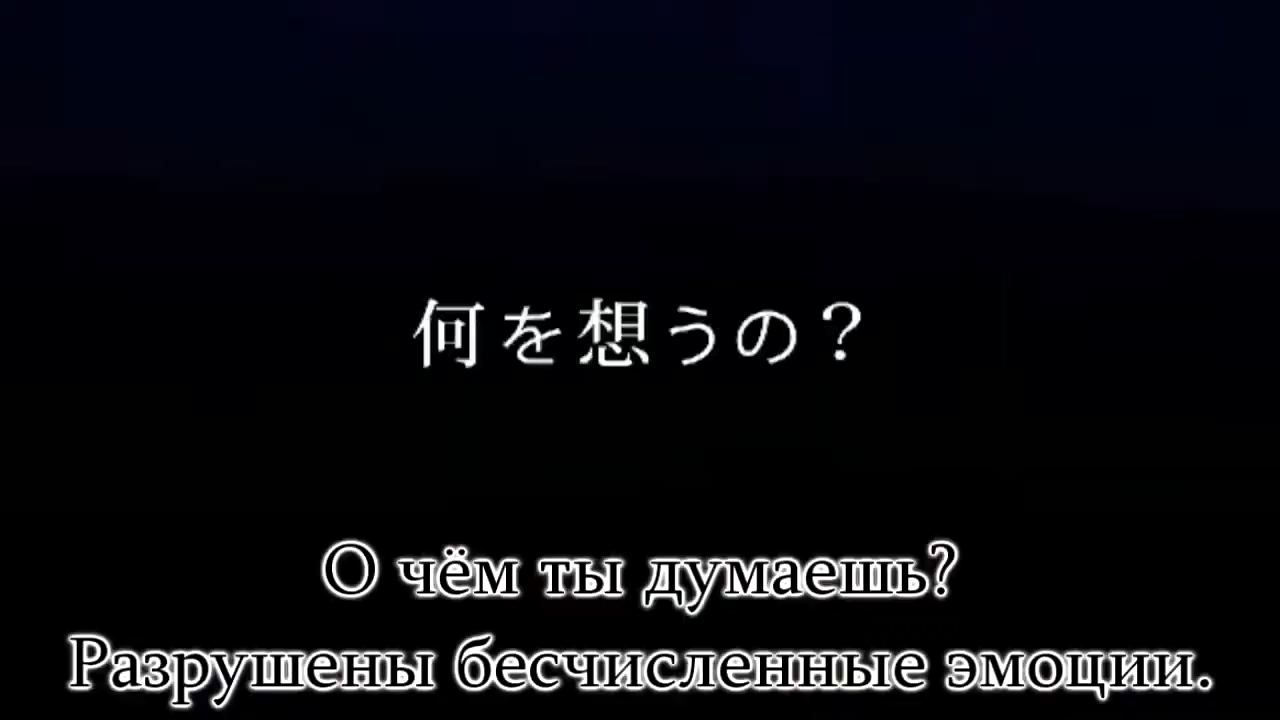 何を想うの？
О чём ты думаешь?
Разрушены бесчисленные эмоции.